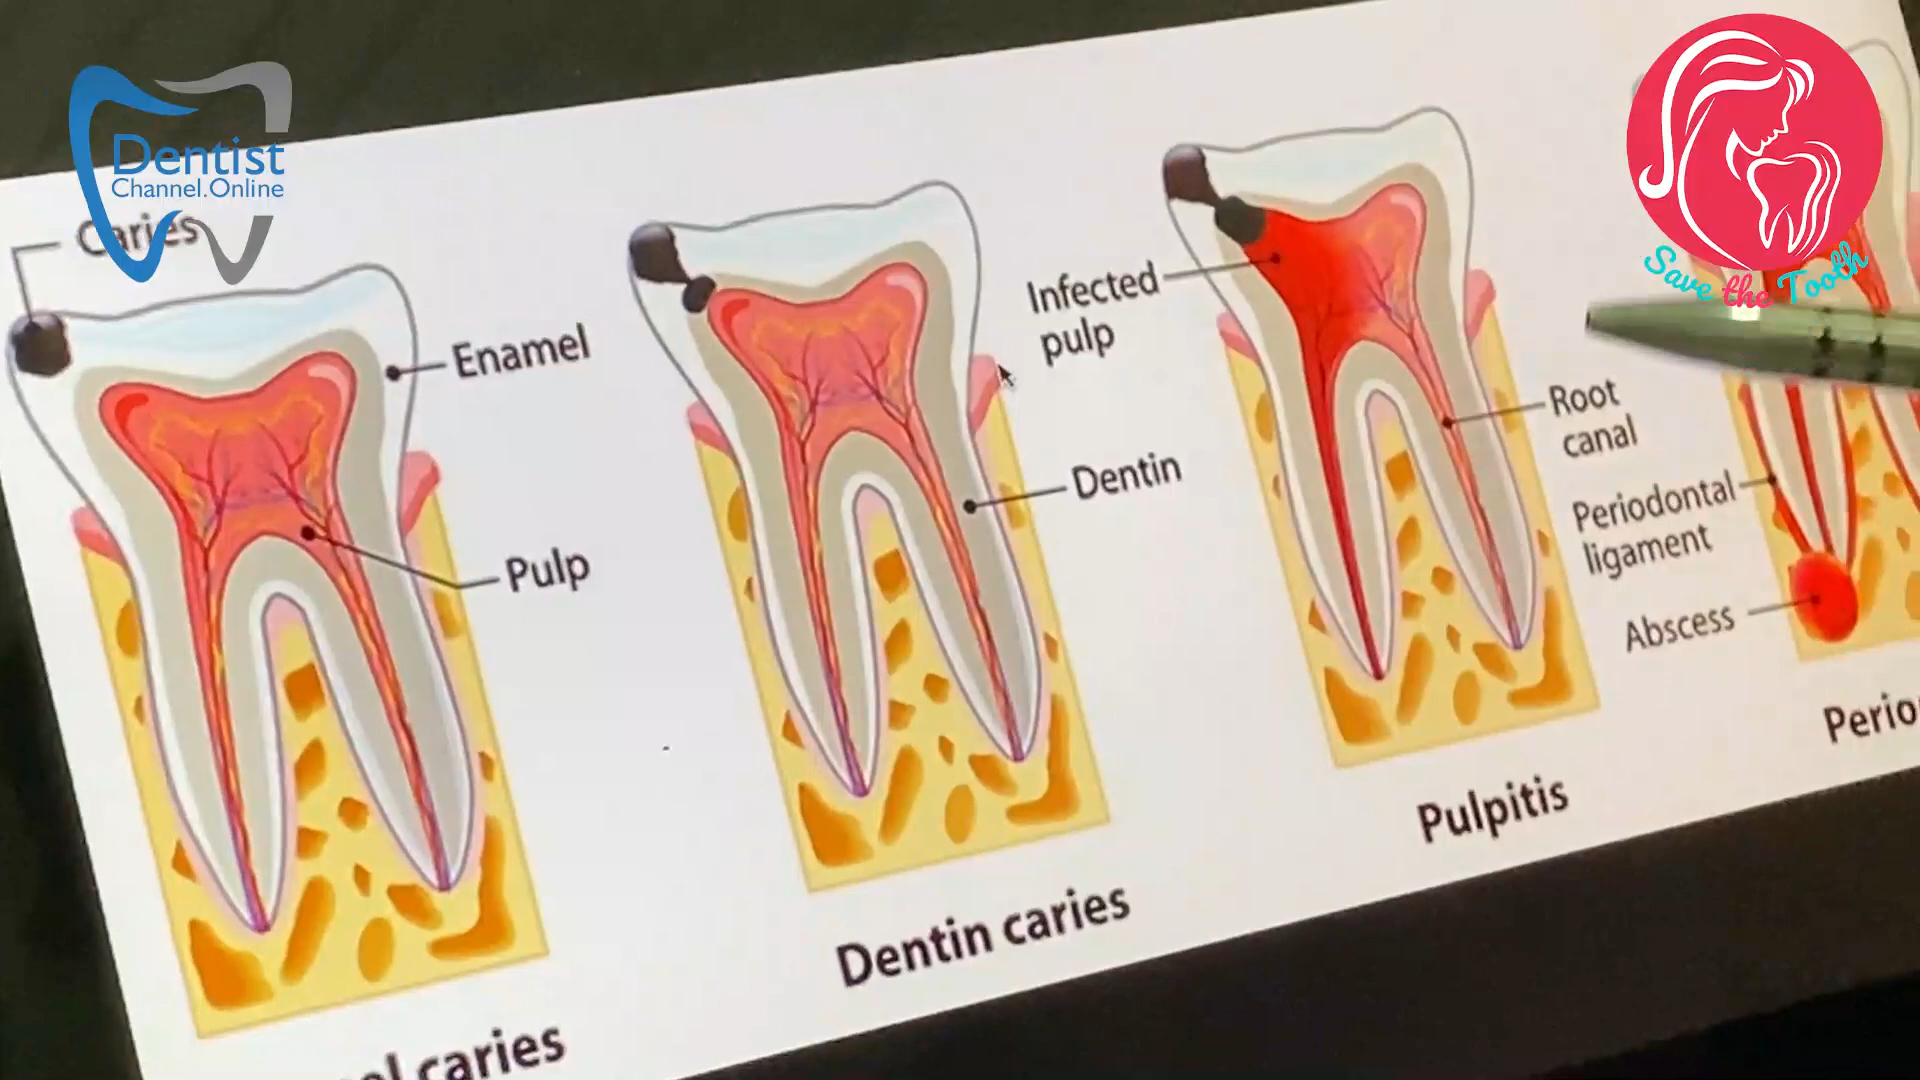 Dentist
Channel.Online
Caries
Enamel
Pulp
caries
Dentin
Dentin caries
Infected
pulp
Root
canal
Pulpitis
Periodontal
ligament
Abscess
Save the Tooth